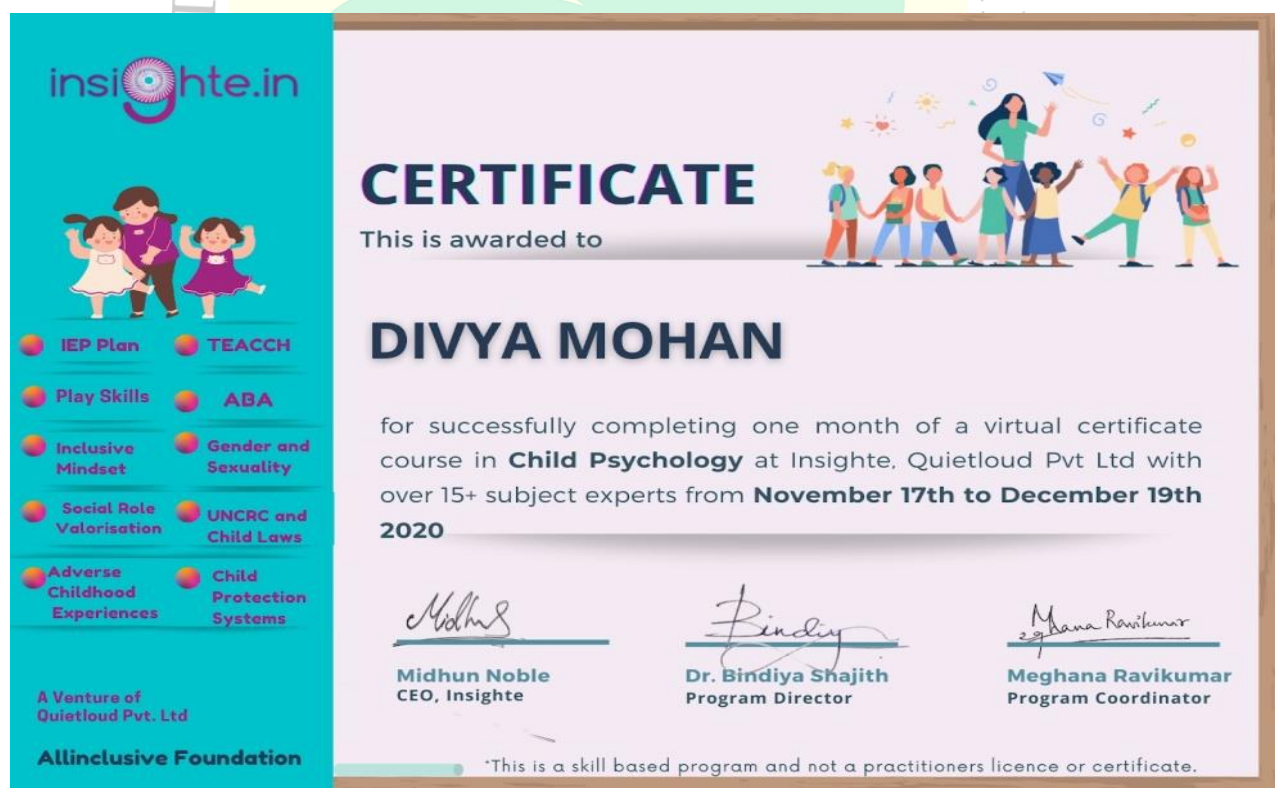 insighte.in
IEP Plan
TEACCH
Play Skills
ABA
Inclusive
Mindset
Gender and
Sexuality
Social Role
Valorisation
UNCRC and
Child Laws
Adverse
Childhood
Experiences
Child
Protection
Systems
A Venture of
Quietloud Pvt. Ltd
Allinclusive Foundation
CERTIFICATE
This is awarded to
DIVYA MOHAN
for successfully completing one month of a virtual certificate
course in Child Psychology at Insighte, Quietloud Pvt Ltd with
over 15+ subject experts from November 17th to December 19th
2020
Midhun Noble
CEO, Insighte
Dr. Bindiya Shajith
Program Director
Meghana Ravikumar
Program Coordinator
*This is a skill based program and not a practitioners licence or certificate.